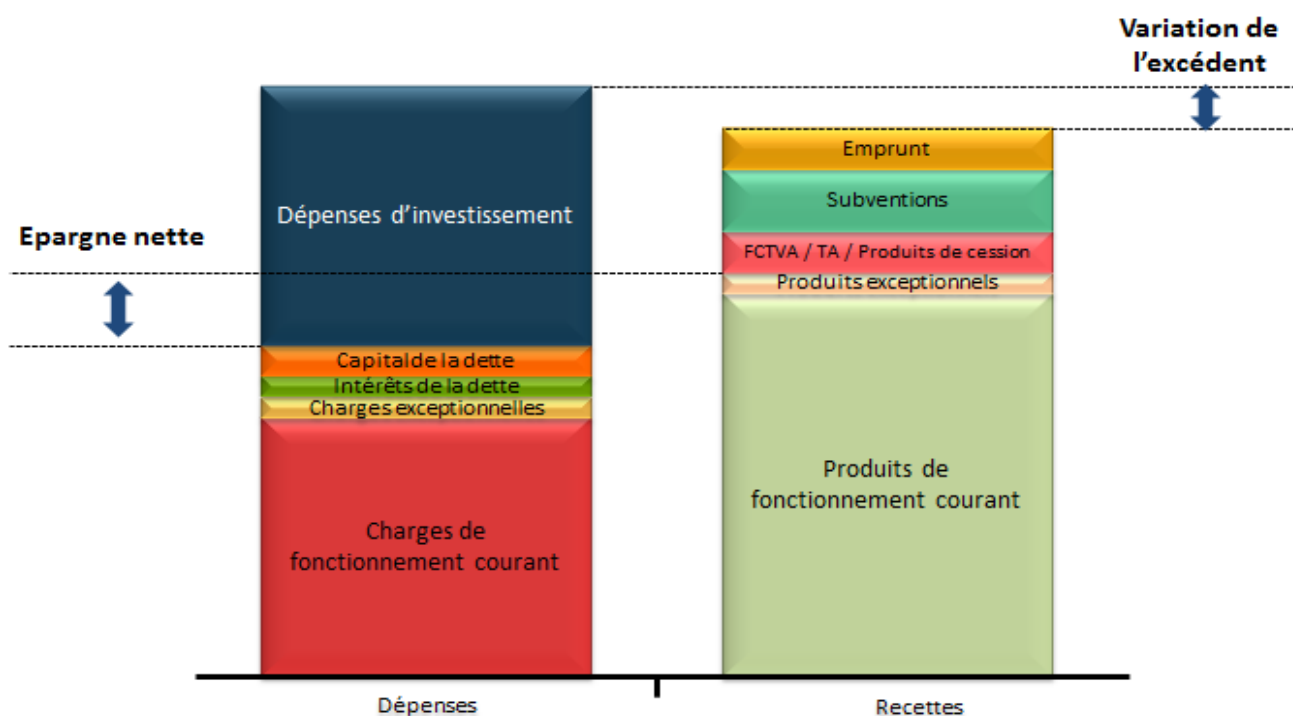 Variation de
l'excédent
Epargne nette
Dépenses d'investissement
Capital de la dette
Intérêts de la dette
Charges exceptionnelles
Charges de
fonctionnement courant
Emprunt
Subventions
FCTVA / TA / Produits de cession
Produits exceptionnels
Produits de
fonctionnement courant
Dépenses
Recettes